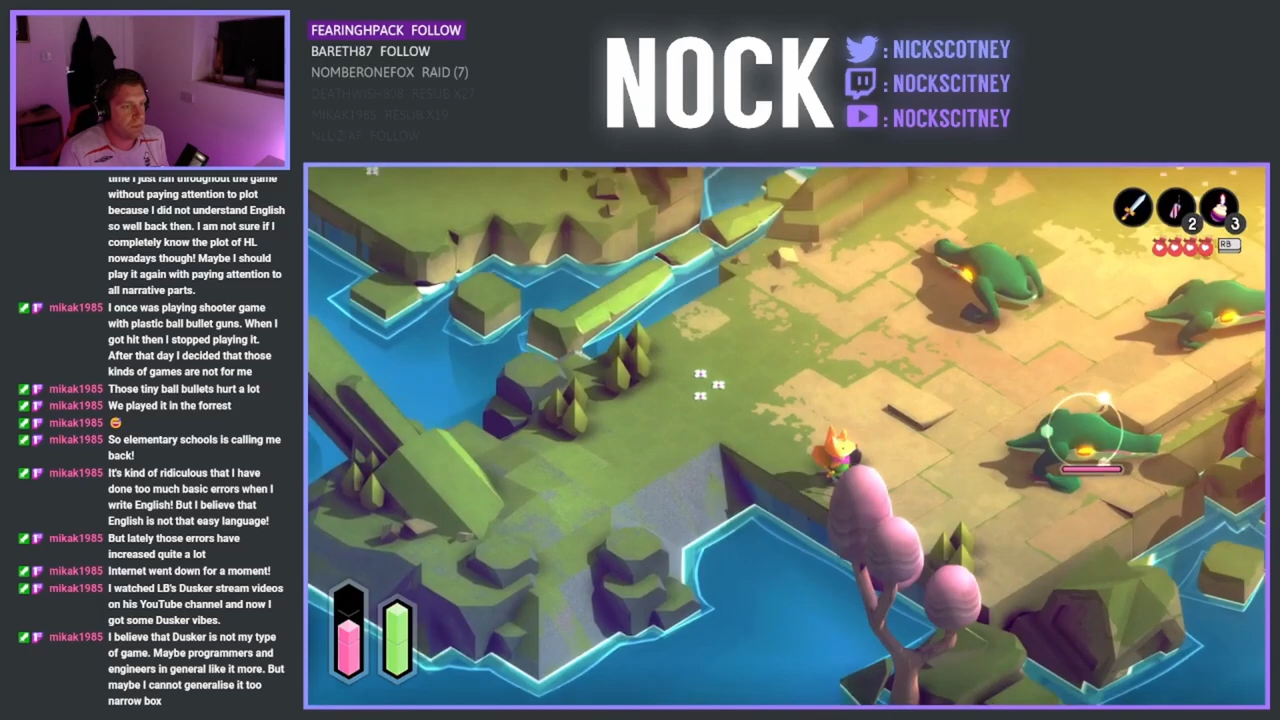 FEARINGHPACK FOLLOW
BARETH87 FOLLOW
NOMBERONEFOX RAID (7)
DEATHWISH808 RESUB X27
MIKAK1985 RESUB X19
NOCK
: NICKSCOTNEY
: NOCKSCITNEY
: NOCKSCITNEY
time I just ran throughout the game
without paying attention to plot
because I did not understand English
so well back then. I am not sure if I
completely know the plot of HL
nowadays though! Maybe I should
play it again with paying attention to
all narrative parts.
mikak1985 I once was playing shooter game
with plastic ball bullet guns. When I
got hit then I stopped playing it.
After that day I decided that those
kinds of games are not for me
mikak1985 Those tiny ball bullets hurt a lot
mikak1985 We played it in the forrest
mikak1985
mikak1985 So elementary schools is calling me
back!
mikak1985 It's kind of ridiculous that I have
done too much basic errors when I
write English! But I believe that
English is not that easy language!
mikak1985 But lately those errors have
increased quite a lot
mikak1985 Internet went down for a moment!
mikak1985 I watched LB's Dusker stream videos
on his YouTube channel and now I
got some Dusker vibes.
mikak1985 I believe that Dusker is not my type
of game. Maybe programmers and
engineers in general like it more. But
maybe I cannot generalise it too
narrow box
2
3
RB